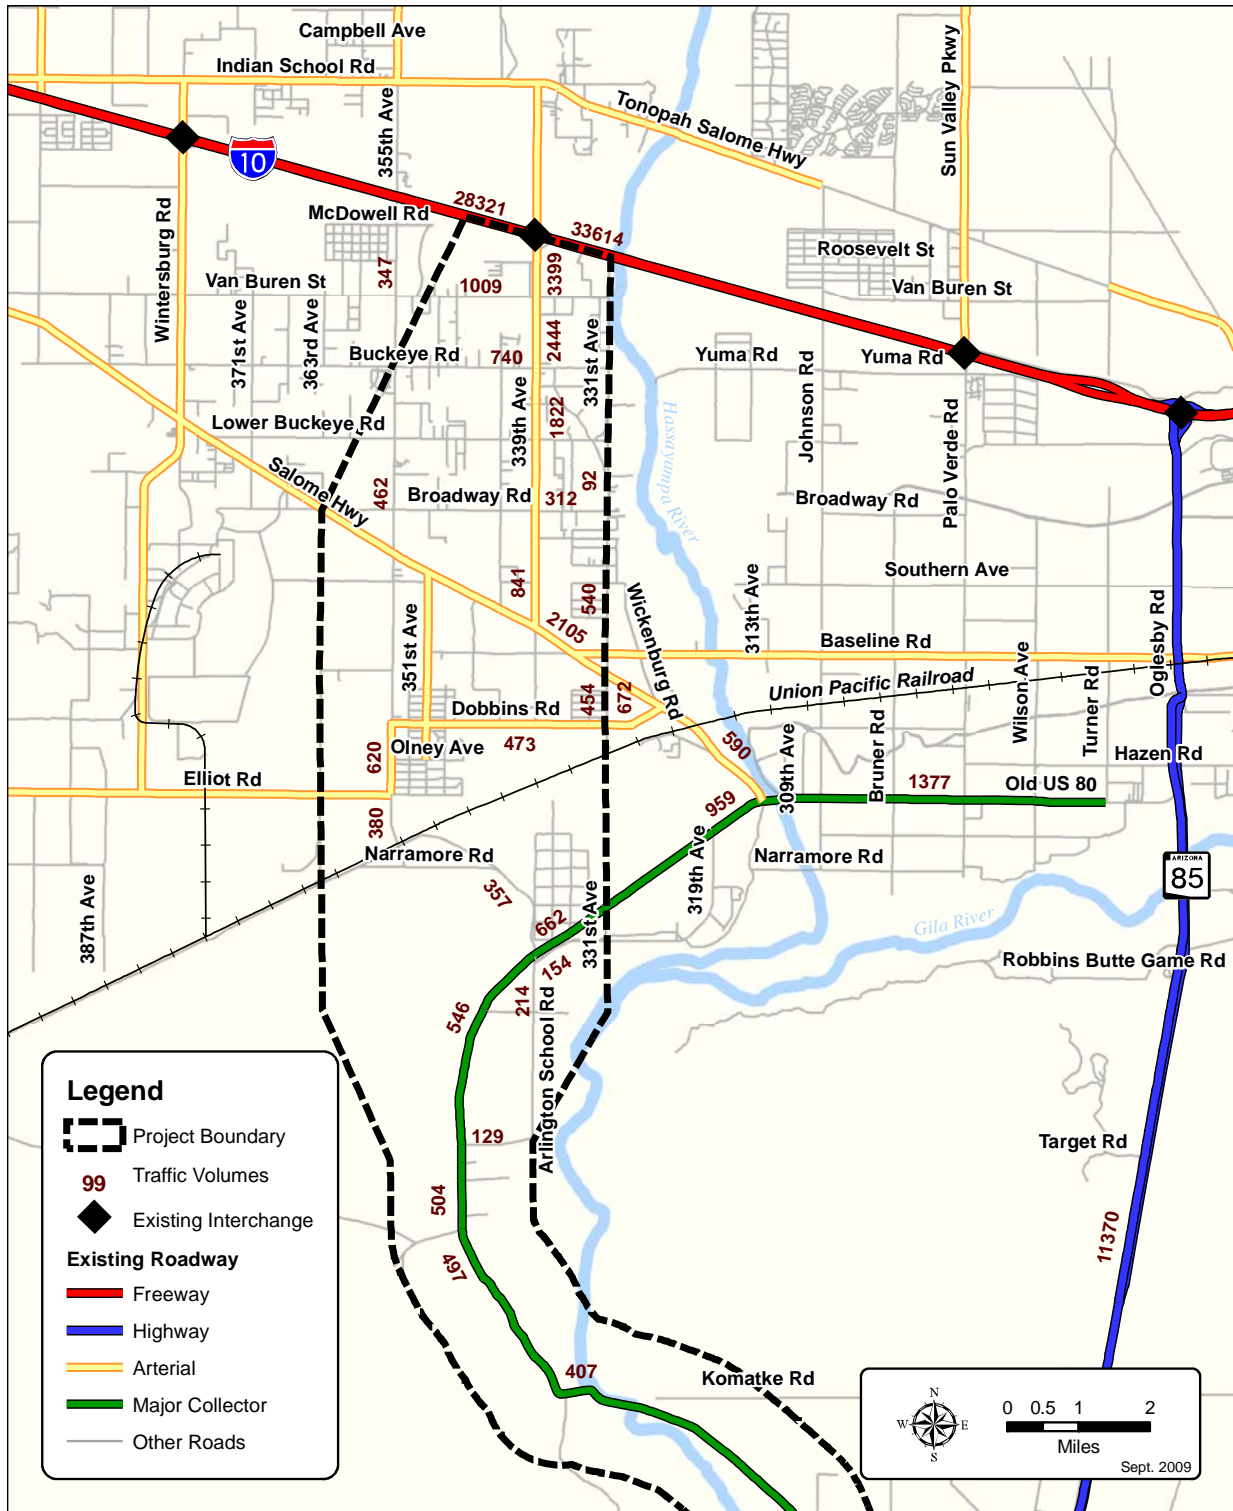 Campbell Ave
Indian School Rd
Sun Valley Pkwy
Tonopah Salome Hwy
355th Ave
10
28321
McDowell Rd
33614
Wintersburg Rd
Roosevelt St
347
3399
Van Buren St
1009
Van Buren St
371st Ave
363rd Ave
2444
331st Ave
Buckeye Rd
740
Yuma Rd
Yuma Rd
Johnson Rd
339th Ave
1822
Lower Buckeye Rd
Hassayampa River
Palo Verde Rd
Salome Hwy
462
92
Broadway Rd
312
Broadway Rd
Southern Ave
841
540
Wickenburg Rd
313th Ave
2105
Baseline Rd
Oglesby Rd
351st Ave
Union Pacific Railroad
Wilson Ave
Turner Rd
454
672
Dobbins Rd
Olney Ave
473
590
309th Ave
Bruner Rd
Hazen Rd
620
Elliot Rd
1377
Old US 80
959
380
Narramore Rd
Narramore Rd
319th Ave
ARIZONA
85
357
387th Ave
662
331st Ave
Gila River
154
Robbins Butte Game Rd
214
546
Arlington School Rd
129
Target Rd
504
497
11370
407
Komatke Rd
Legend
Project Boundary
99
Traffic Volumes
Existing Interchange
Existing Roadway
Freeway
Highway
Arterial
Major Collector
Other Roads
N
W
E
S
0 0.5 1 2
Miles
Sept. 2009